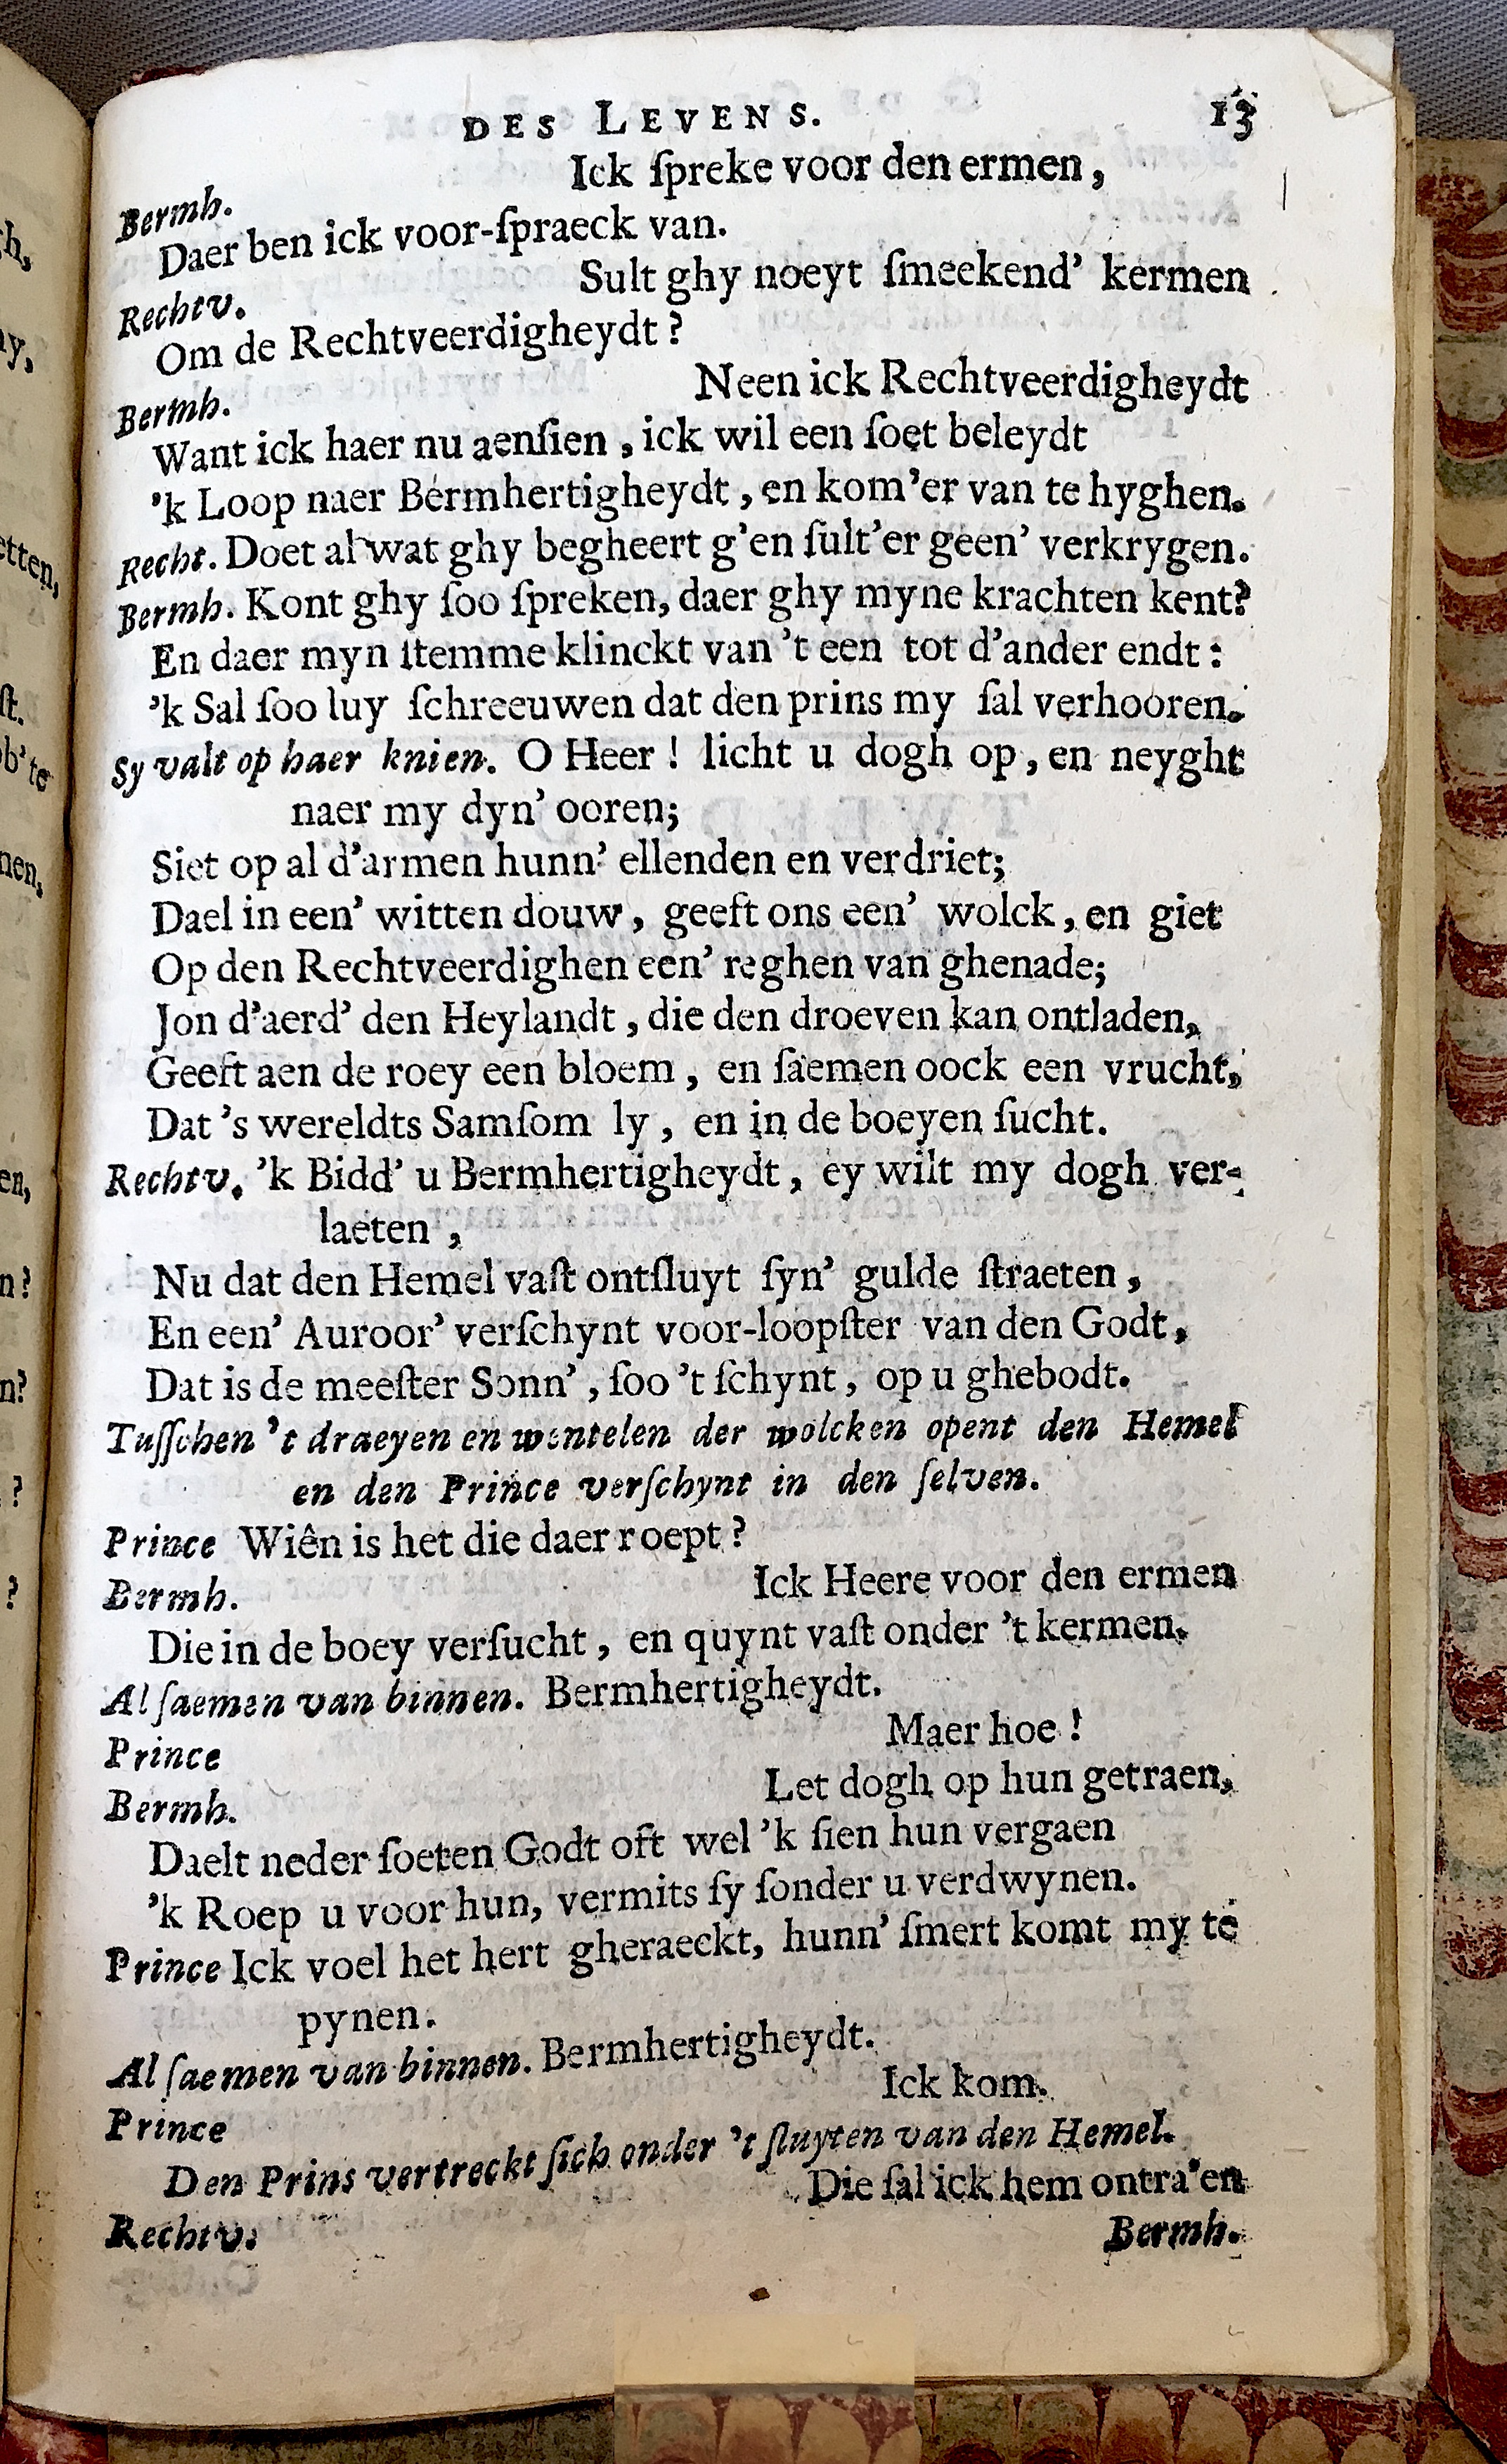 DES LEVENS. 13
Bermh. Ick ſpreke voor den ermen,
Daer ben ick voor-ſpraeck van.
Rechtv. Sult ghy noeyt ſmeekend' kermen
Om de Rechtveerdigheydt?
Bermh. Neen ick Rechtveerdigheydt
Want ick haer nu aenſien, ick wil een ſoet beleydt
'k Loop naer Bermhertigheydt, en kom'er van te hyghen.
Recht. Doet al wat ghy begheert g'en ſult'er geen' verkrygen.
Bermh. Kont ghy ſoo ſpreken, daer ghy myne krachten kent?
En daer myn ſtemme klinckt van 't een tot d'ander endt:
'k Sal ſoo luy ſchreeuwen dat den prins my ſal verhooren.
Sy valt op haer knien. O Heer! licht u dogh op, en neyght
naer my dyn' ooren;
Siet op al d'armen hunn' ellenden en verdriet;
Dael in een' witten douw, geeft ons een' wolck, en giet
Op den Rechtveerdighen een' reghen van ghenade;
Jon d'aerd' den Heylandt, die den droeven kan ontladen,
Geeft aen de roey een bloem, en ſaemen oock een vrucht,
Dat 's wereldts Samſom ly, en in de boeyen ſucht.
Rechtv. 'k Bidd' u Bermhertigheydt, ey wilt my dogh ver-
laeten,
Nu dat den Hemel vaſt ontſluyt ſyn' gulde ſtraeten,
En een' Auroor' verſchynt voor-loopſter van den Godt,
Dat is de meeſter Sonn', ſoo 't ſchynt, op u ghebodt.
Tuſſchen 't draeyen en wentelen der wolcken opent den Hemel
en den Prince verſchynt in den ſelven.
Prince Wiên is het die daer roept?
Bermh. Ick Heere voor den ermen
Die in de boey verſucht, en quynt vaſt onder 't kermen.
Al ſaemen van binnen. Bermhertigheydt.
Prince Maer hoe!
Bermh. Let dogh op hun getraen,
Daelt neder ſoeten Godt oft wel 'k ſien hun vergaen
'k Roep u voor hun, vermits ſy ſonder u verdwynen.
Prince Ick voel het hert gheraeckt, hunn' ſmert komt my te
pynen.
Al ſaemen van binnen. Bermhertigheydt.
Prince Ick kom.
Den Prins vertreckt ſich onder 't ſluyten van den Hemel.
Rechtv. Die ſal ick hem ontra'en
Bermh.